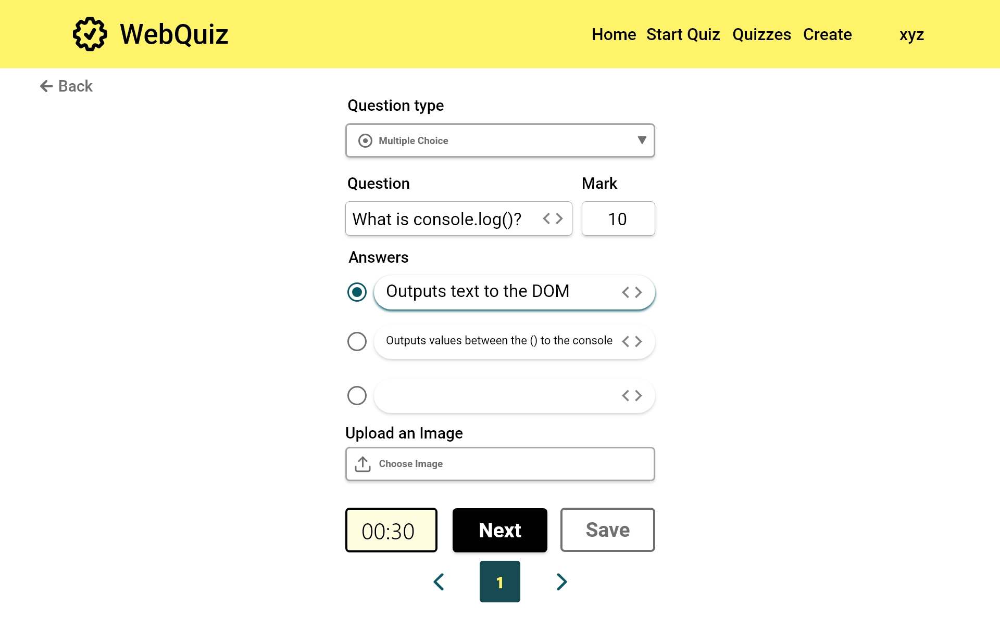 WebQuiz
Home Start Quiz Quizzes Create xyz
Back
Question type
Multiple Choice
Question Mark
What is console.log()? < > 10
Answers
Outputs text to the DOM < >
Outputs values between the () to the console < >
< >
Upload an Image
Choose Image
00:30 Next Save
< 1 >